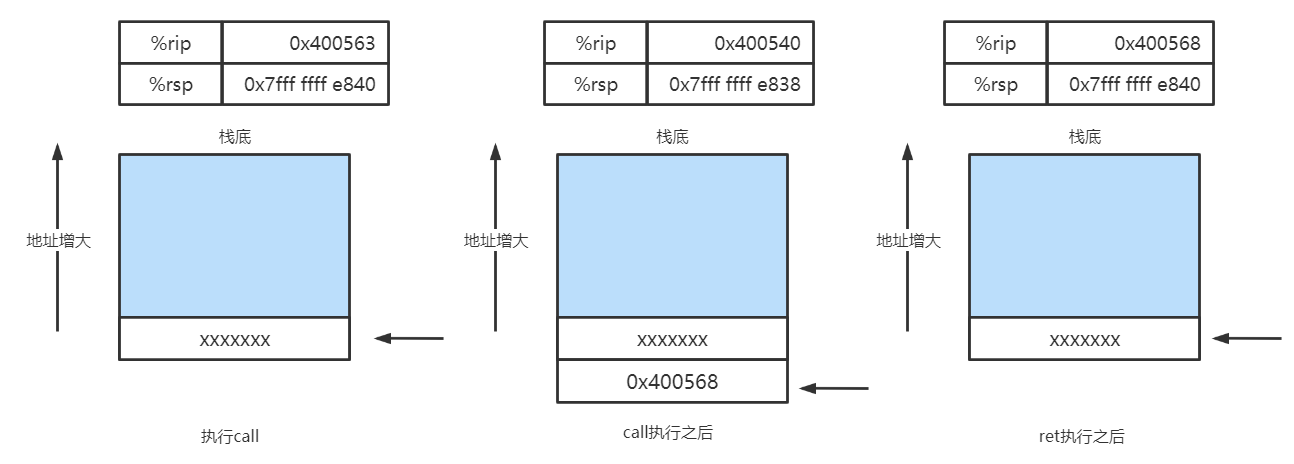 %rip 0x400563
%rsp 0x7fff ffff e840
栈底
地址增大
xxxxxxx
执行call
%rip 0x400540
%rsp 0x7fff ffff e838
栈底
地址增大
xxxxxxx
0x400568
call执行之后
%rip 0x400568
%rsp 0x7fff ffff e840
栈底
地址增大
xxxxxxx
ret执行之后